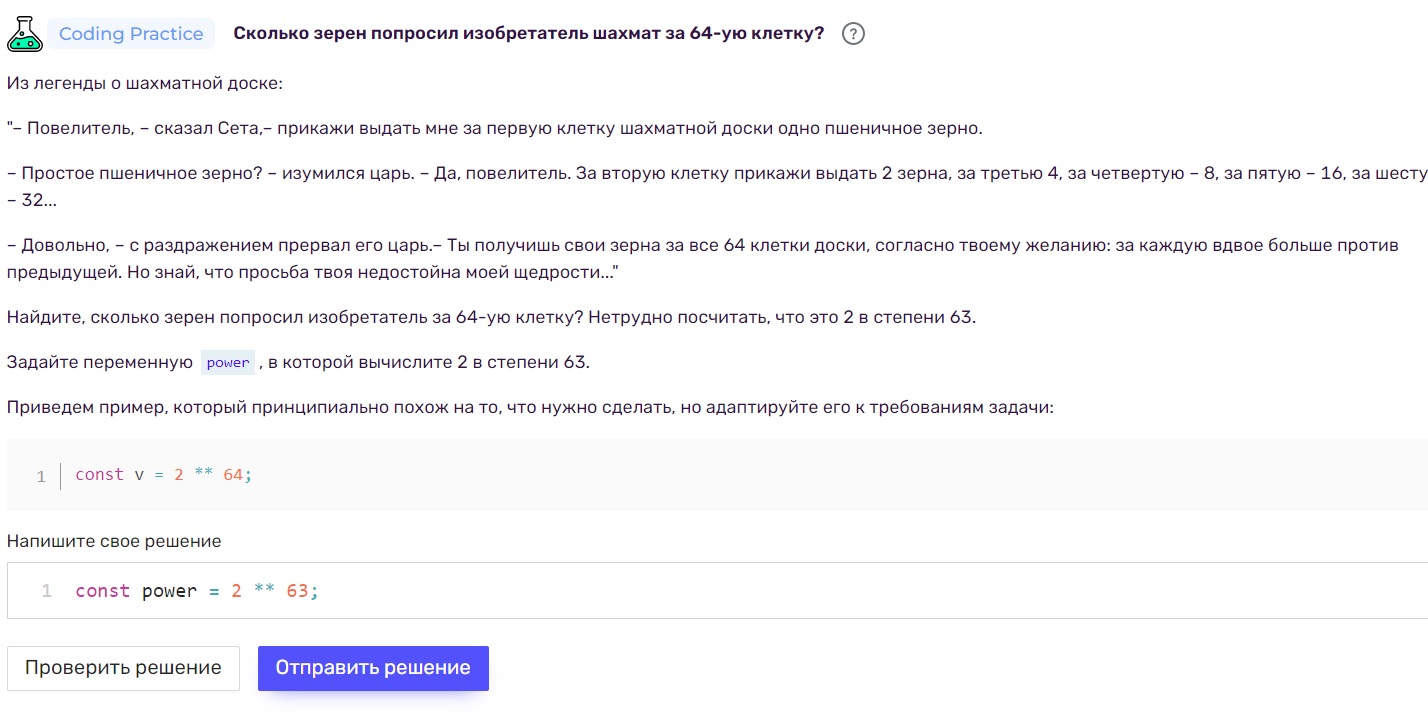 Coding Practice Сколько зерен попросил изобретатель шахмат за 64-ую клетку? ?
Из легенды о шахматной доске:
"– Повелитель, – сказал Сета,– прикажи выдать мне за первую клетку шахматной доски одно пшеничное зерно.
– Простое пшеничное зерно? – изумился царь. – Да, повелитель. За вторую клетку прикажи выдать 2 зерна, за третью 4, за четвертую – 8, за пятую – 16, за шесту
– 32...
– Довольно, – с раздражением прервал его царь.– Ты получишь свои зерна за все 64 клетки доски, согласно твоему желанию: за каждую вдвое больше против
предыдущей. Но знай, что просьба твоя недостойна моей щедрости..."
Найдите, сколько зерен попросил изобретатель за 64-ую клетку? Нетрудно посчитать, что это 2 в степени 63.
Задайте переменную power , в которой вычислите 2 в степени 63.
Приведем пример, который принципиально похож на то, что нужно сделать, но адаптируйте его к требованиям задачи:
1 const v = 2 ** 64;
Напишите свое решение
1 const power = 2 ** 63;
Проверить решение Отправить решение